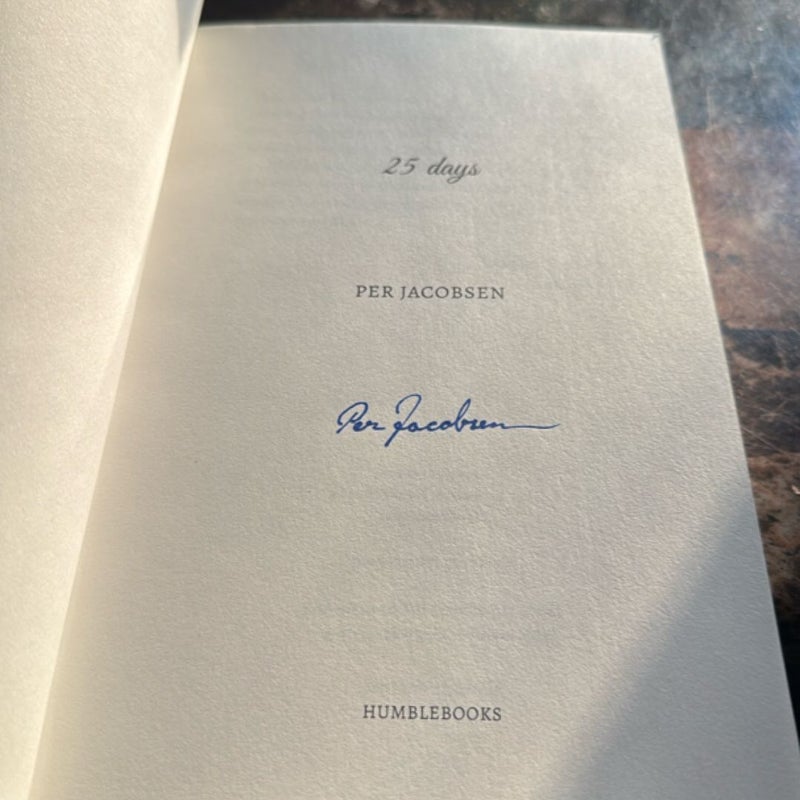 25 days
PER JACOBSEN
Per Jacobsen
HUMBLEBOOKS